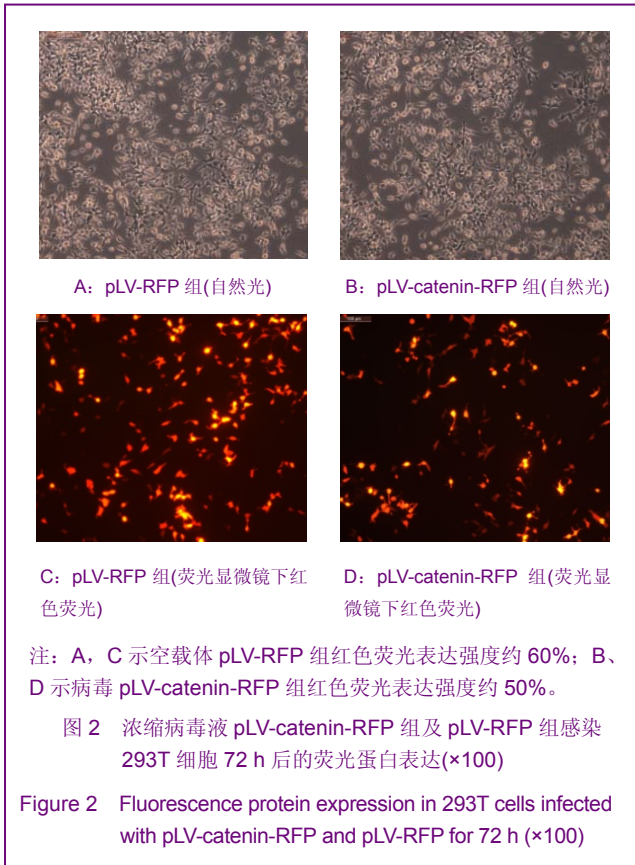 A：pLV-RFP 组(自然光)
B：pLV-catenin-RFP 组(自然光)
C：pLV-RFP 组(荧光显微镜下红
色荧光)
D：pLV-catenin-RFP 组(荧光显
微镜下红色荧光)
注：A，C 示空载体 pLV-RFP 组红色荧光表达强度约 60%；B、
D 示病毒 pLV-catenin-RFP 组红色荧光表达强度约 50%。
图 2 浓缩病毒液 pLV-catenin-RFP 组及 pLV-RFP 组感染
293T 细胞 72 h 后的荧光蛋白表达(×100)
Figure 2 Fluorescence protein expression in 293T cells infected
with pLV-catenin-RFP and pLV-RFP for 72 h (×100)